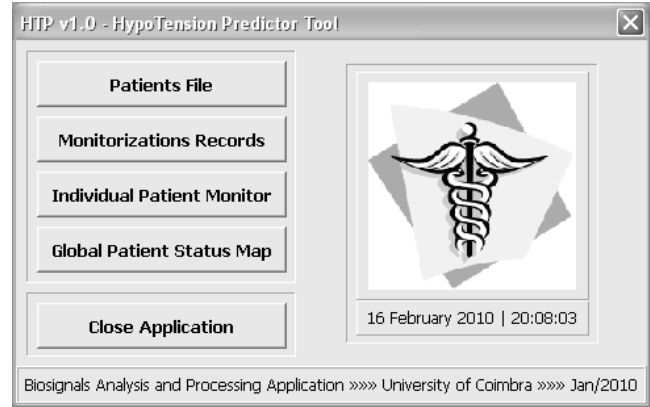 HTP v1.0 - HypoTension Predictor Tool
Patients File
Monitorizations Records
Individual Patient Monitor
Global Patient Status Map
Close Application
16 February 2010 | 20:08:03
Biosignals Analysis and Processing Application »»» University of Coimbra »»» Jan/2010